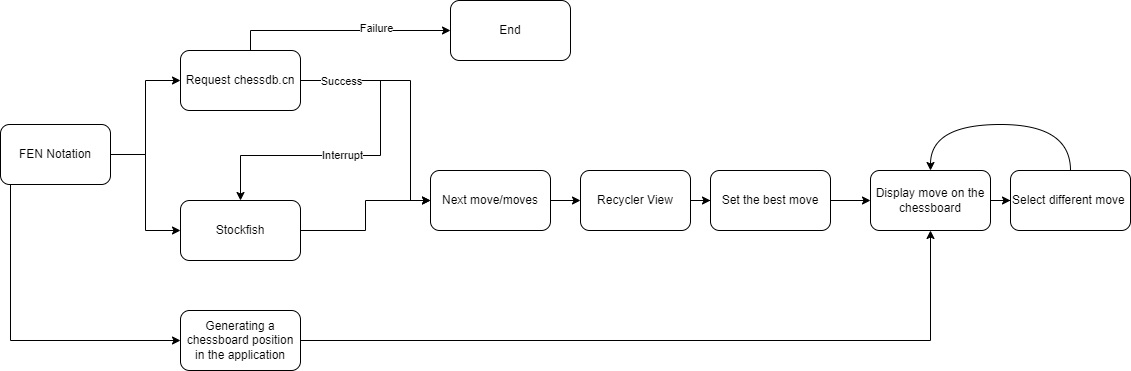 Failure
End
Request chessdb.cn
Success
FEN Notation
Interrupt
Stockfish
Next move/moves
Recycler View
Set the best move
Display move on the
chessboard
Select different move
Generating a
chessboard position
in the application